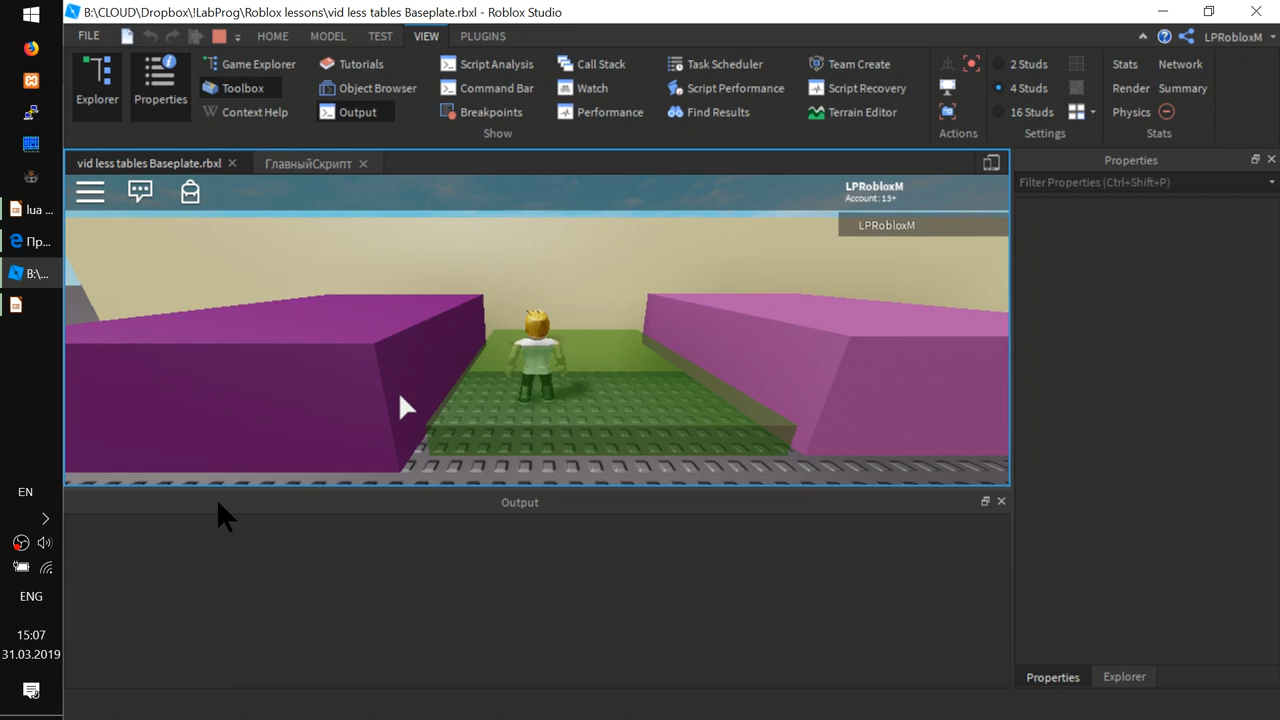 B:\CLOUD\Dropbox\!LabProg\Roblox lessons\vid less tables Baseplate.rbxl - Roblox Studio
FILE HOME MODEL TEST VIEW PLUGINS LPRobloxM
Explorer
Properties
Game Explorer
Toolbox
Context Help
Tutorials
Object Browser
Output
Script Analysis
Command Bar
Breakpoints
Call Stack
Watch
Performance
Task Scheduler
Script Performance
Find Results
Team Create
Script Recovery
Terrain Editor
Show
Actions
2 Studs
4 Studs
16 Studs
Settings
Stats Network
Render Summary
Physics
Stats
vid less tables Baseplate.rbxl
ГлавныйСкрипт
LPRobloxM
Account: 13+
LPRobloxM
Properties
Filter Properties (Ctrl+Shift+P)
Output
Properties
Explorer
lua ...
Пр...
B:\...
EN
ENG
15:07
31.03.2019